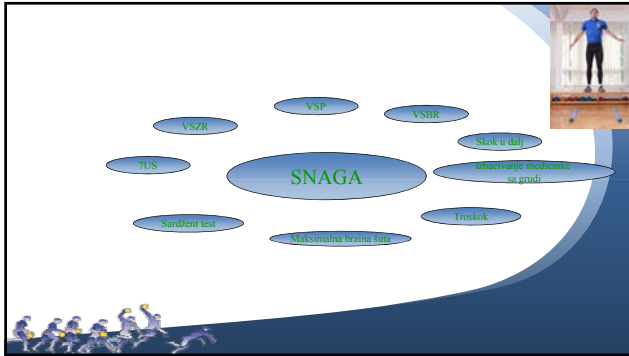 VSP
VSBR
VSZR
Skok u dalj
7US
SNAGA
Izbacivanje medicinke
sa grudi
Sardžent test
Troskok
Maksimalna brzina šuta